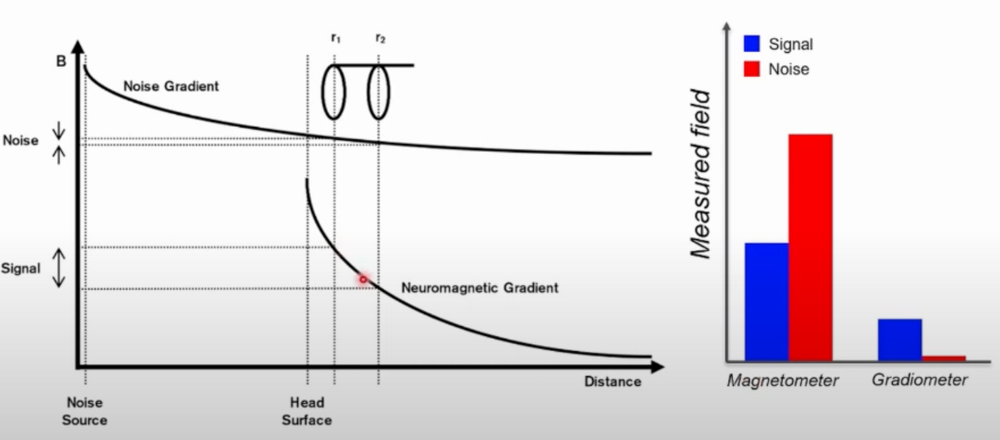 r₁ r₂
B
Noise Gradient
Noise
Signal
Neuromagnetic Gradient
Distance
Noise
Source
Head
Surface
Signal
Noise
Measured field
Magnetometer Gradiometer